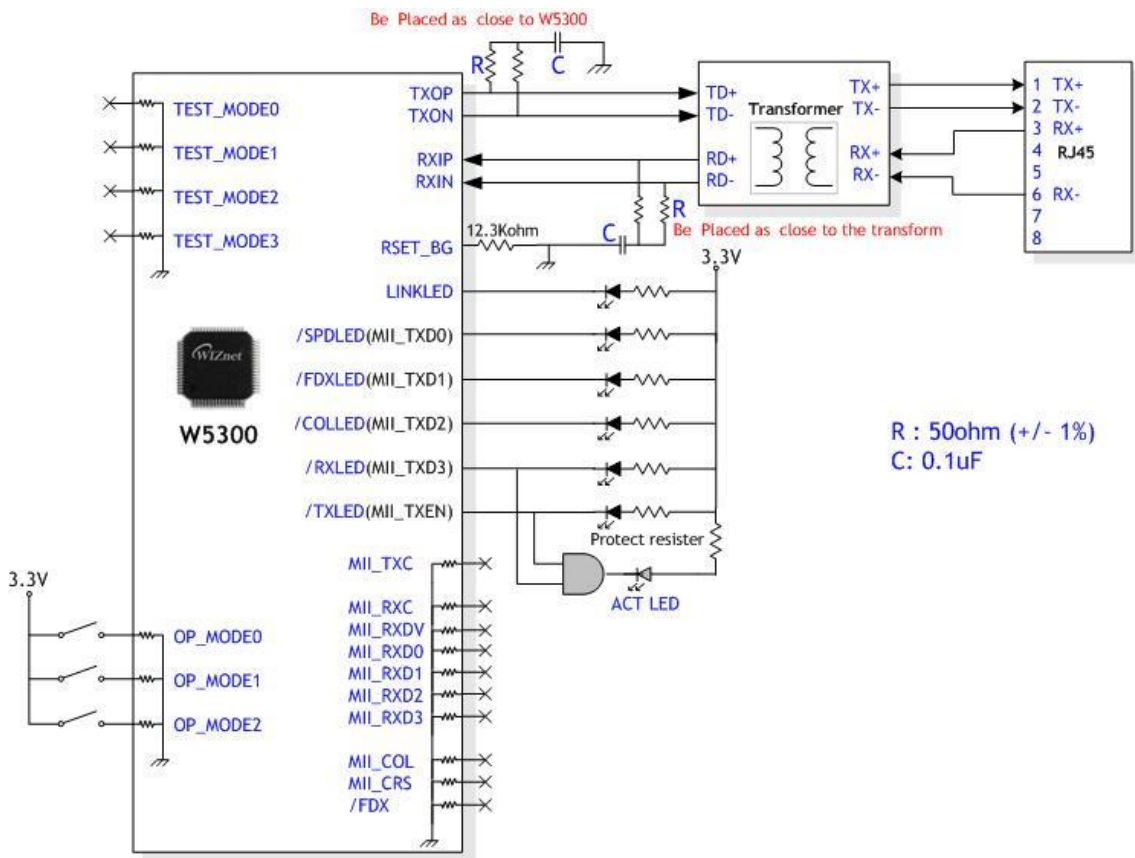 Be Placed as close to W5300
R
C
TEST_MODE0
TEST_MODE1
TEST_MODE2
TEST_MODE3
TXOP
TXON
RXIP
RXIN
RSET_BG
12.3Kohm
C
R
Be Placed as close to the transform
TD+
TD-
RD+
RD-
Transformer
TX+
TX-
RX+
RX-
1 TX+
2 TX-
3 RX+
4
RJ45
5
6 RX-
7
8
3.3V
LINKLED
/SPDLED(MII_TXD0)
/FDXLED(MII_TXD1)
/COLLED(MII_TXD2)
/RXLED(MII_TXD3)
/TXLED(MII_TXEN)
WIZnet
W5300
R : 50ohm (+/- 1%)
C: 0.1uF
Protect resister
ACT LED
MII_TXC
MII_RXC
MII_RXDV
MII_RXD0
MII_RXD1
MII_RXD2
MII_RXD3
MII_COL
MII_CRS
/FDX
3.3V
OP_MODE0
OP_MODE1
OP_MODE2